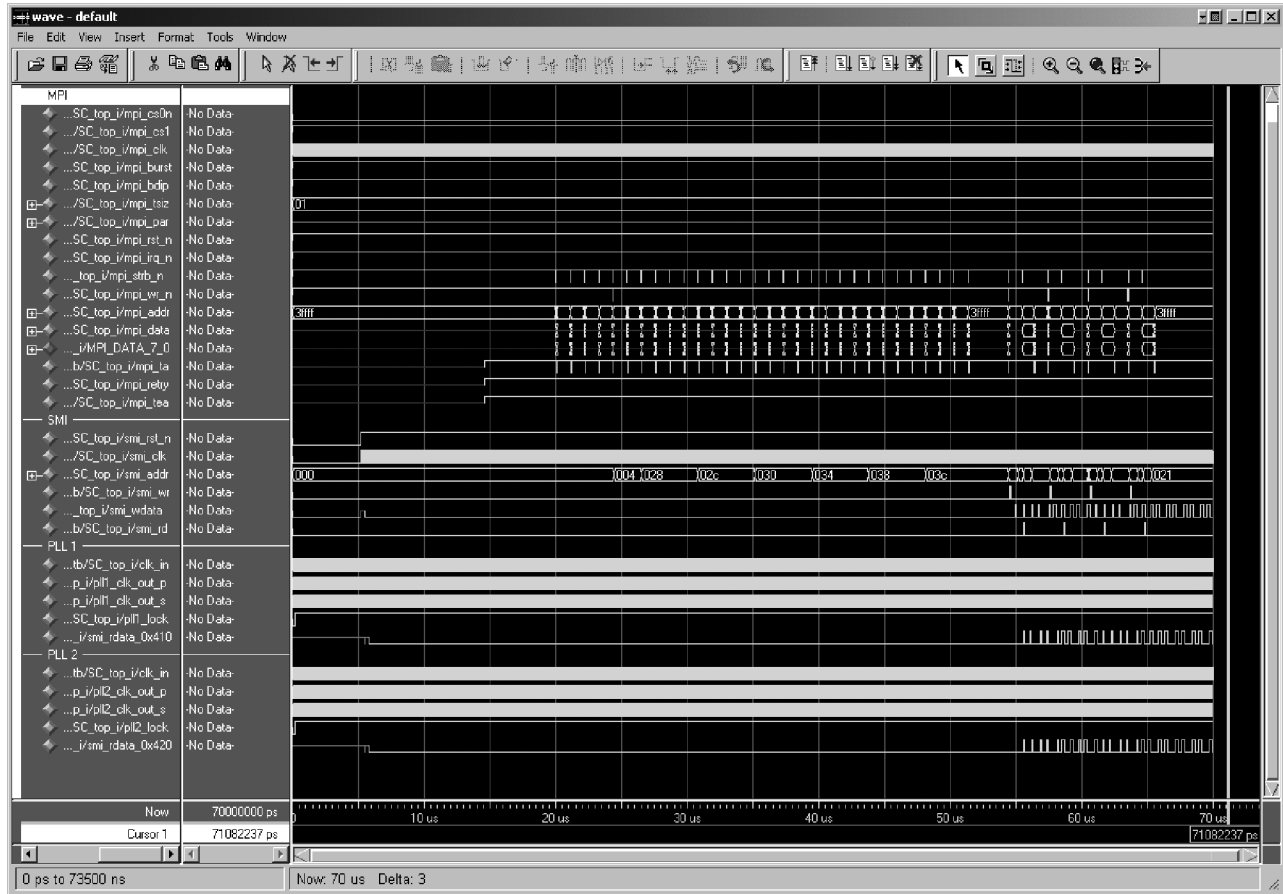 wave - default
File Edit View Insert Format Tools Window
MPI
...SC_top_i/mpi_cs0n -No Data-
.../SC_top_i/mpi_cs1 -No Data-
.../SC_top_i/mpi_clk -No Data-
...SC_top_i/mpi_burst -No Data-
...SC_top_i/mpi_bdip -No Data-
.../SC_top_i/mpi_tsiz -No Data- 01
.../SC_top_i/mpi_par -No Data-
...SC_top_i/mpi_rst_n -No Data-
...SC_top_i/mpi_irq_n -No Data-
..._top_i/mpi_strb_n -No Data-
...SC_top_i/mpi_wr_n -No Data-
...SC_top_i/mpi_addr -No Data- 3ffff 3ffff 3ffff
...SC_top_i/mpi_data -No Data-
..._i/MPI_DATA_7_0 -No Data-
...b/SC_top_i/mpi_ta -No Data-
...SC_top_i/mpi_retry -No Data-
.../SC_top_i/mpi_tea -No Data-
SMI
...SC_top_i/smi_rst_n -No Data-
.../SC_top_i/smi_clk -No Data-
...SC_top_i/smi_addr -No Data- 000 004 028 02c 030 034 038 03c 021
...b/SC_top_i/smi_wr -No Data-
..._top_i/smi_wdata -No Data-
...b/SC_top_i/smi_rd -No Data-
PLL 1
...tb/SC_top_i/clk_in -No Data-
...p_i/pll1_clk_out_p -No Data-
...p_i/pll1_clk_out_s -No Data-
...SC_top_i/pll1_lock -No Data-
..._i/smi_rdata_0x410 -No Data-
PLL 2
...tb/SC_top_i/clk_in -No Data-
...p_i/pll2_clk_out_p -No Data-
...p_i/pll2_clk_out_s -No Data-
...SC_top_i/pll2_lock -No Data-
..._i/smi_rdata_0x420 -No Data-
Now 70000000 ps 0 10 us 20 us 30 us 40 us 50 us 60 us 70 us
Cursor 1 71082237 ps 71082237 ps
0 ps to 73500 ns Now: 70 us Delta: 3